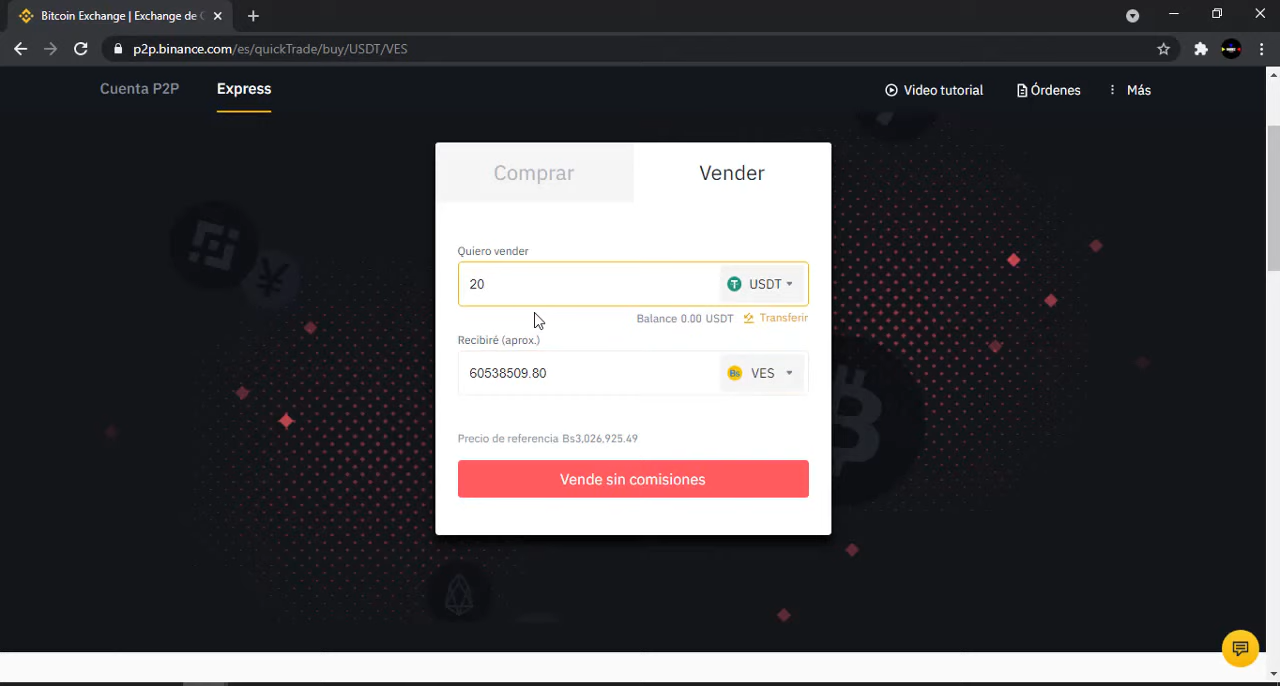 Bitcoin Exchange | Exchange de C
p2p.binance.com/es/quickTrade/buy/USDT/VES
Cuenta P2P
Express
Video tutorial
Órdenes
Más
Comprar
Vender
Quiero vender
20
USDT
Balance 0.00 USDT
Transferir
Recibiré (aprox.)
60538509.80
Bs
VES
Precio de referencia Bs3,026,925.49
Vende sin comisiones